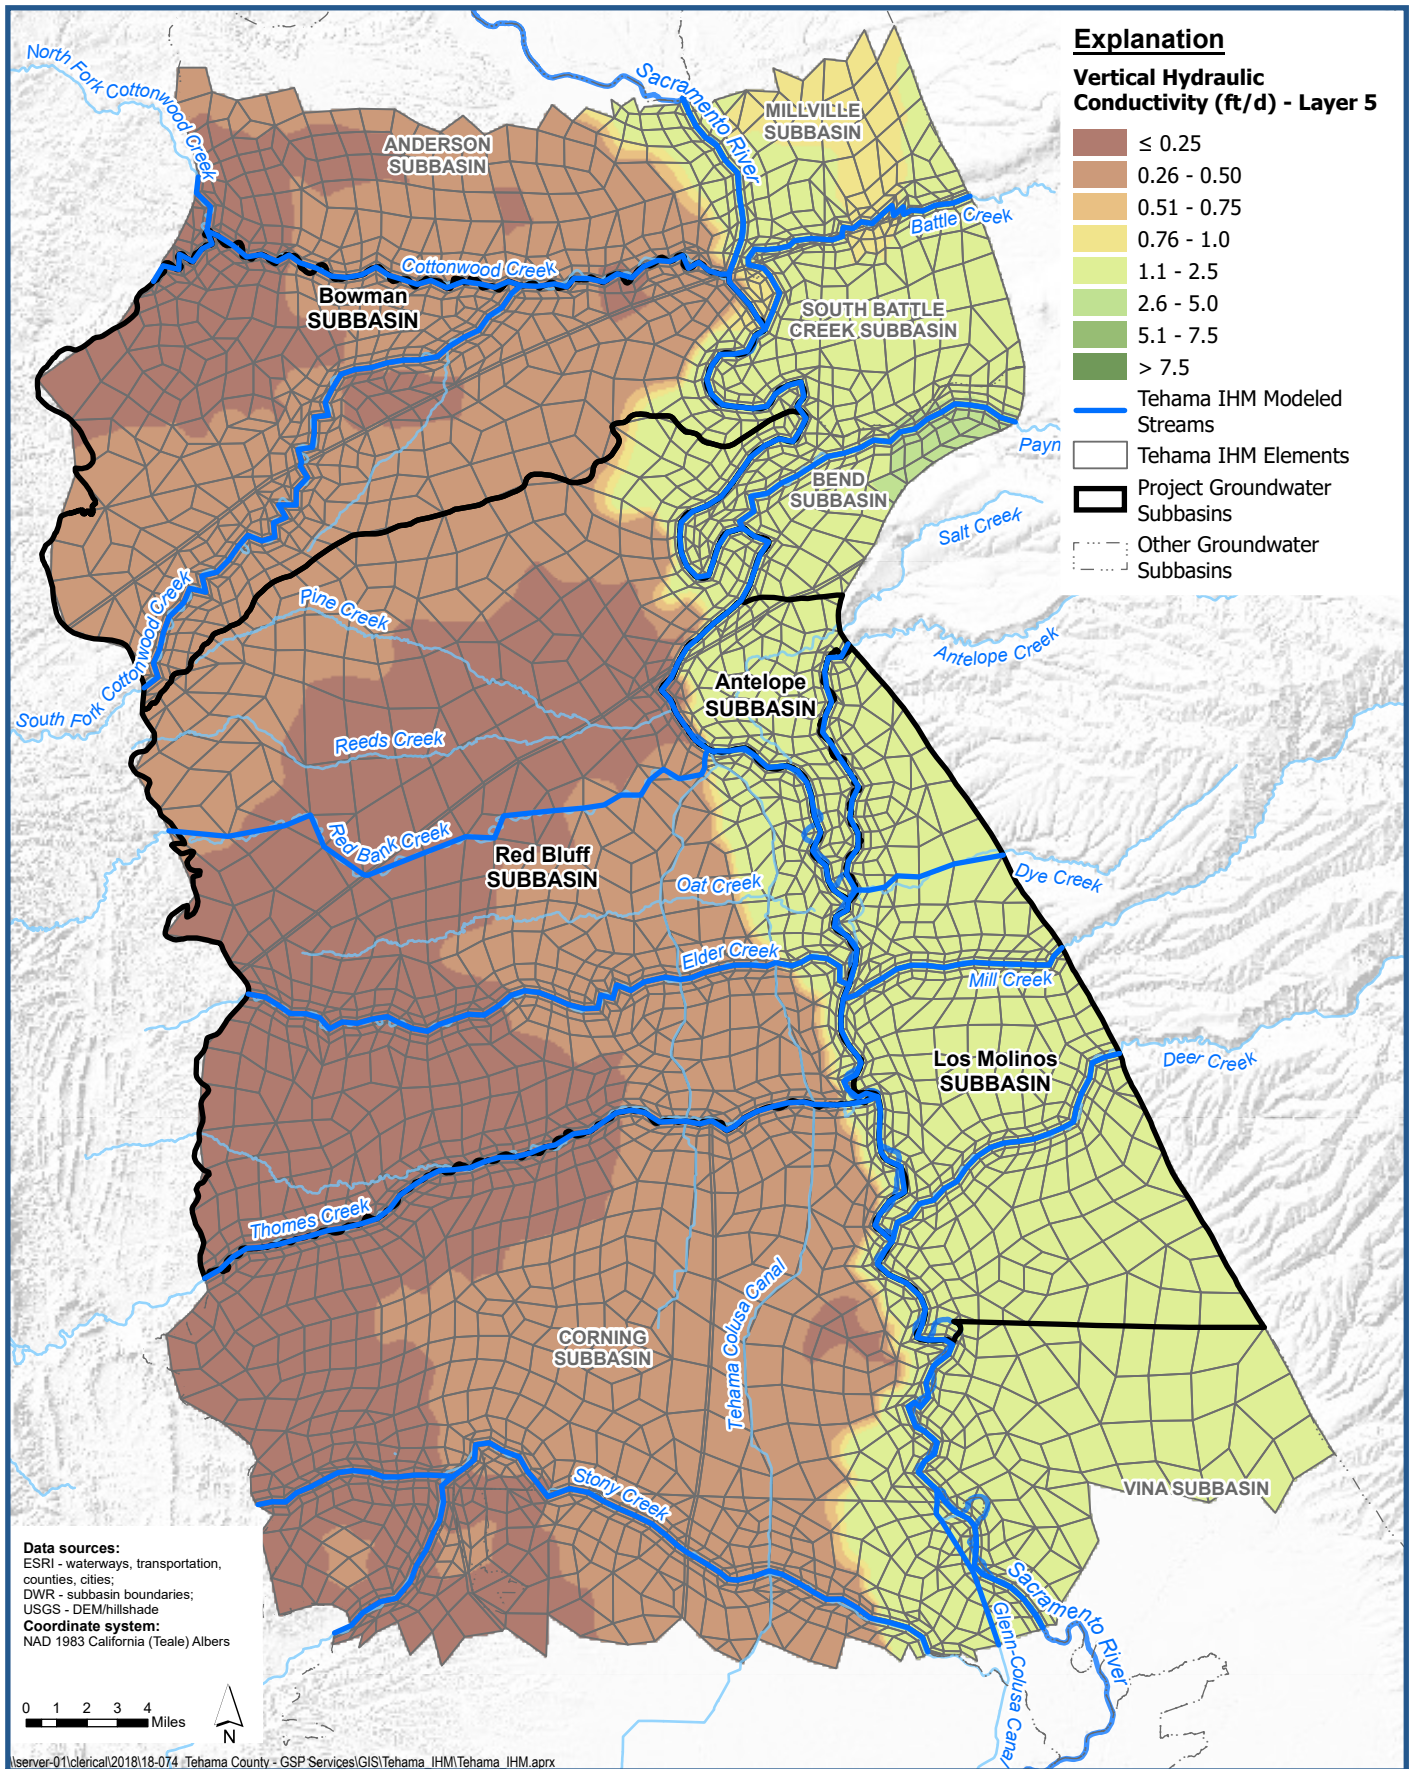 Explanation
Vertical Hydraulic
Conductivity (ft/d) - Layer 5
≤ 0.25
0.26 - 0.50
0.51 - 0.75
0.76 - 1.0
1.1 - 2.5
2.6 - 5.0
5.1 - 7.5
> 7.5
Tehama IHM Modeled
Streams
Tehama IHM Elements
Project Groundwater
Subbasins
Other Groundwater
Subbasins
North Fork Cottonwood Creek
Sacramento River
MILLVILLE
SUBBASIN
ANDERSON
SUBBASIN
Battle Creek
Cottonwood Creek
Bowman
SUBBASIN
SOUTH BATTLE
CREEK SUBBASIN
Payn
BEND
SUBBASIN
Salt Creek
Pine Creek
South Fork Cottonwood Creek
Antelope Creek
Antelope
SUBBASIN
Reeds Creek
Red Bank Creek
Red Bluff
SUBBASIN
Oat Creek
Dye Creek
Elder Creek
Mill Creek
Los Molinos
SUBBASIN
Deer Creek
Thomes Creek
Tehama Colusa Canal
CORNING
SUBBASIN
Stony Creek
VINA SUBBASIN
Sacramento River
Glenn-Colusa Canal
Data sources:
ESRI - waterways, transportation,
counties, cities;
DWR - subbasin boundaries;
USGS - DEM/hillshade
Coordinate system:
NAD 1983 California (Teale) Albers
0 1 2 3 4
Miles
N
\\server-01\clerical\2018\18-074_Tehama County - GSP Services\GIS\Tehama_IHM\Tehama_IHM.aprx